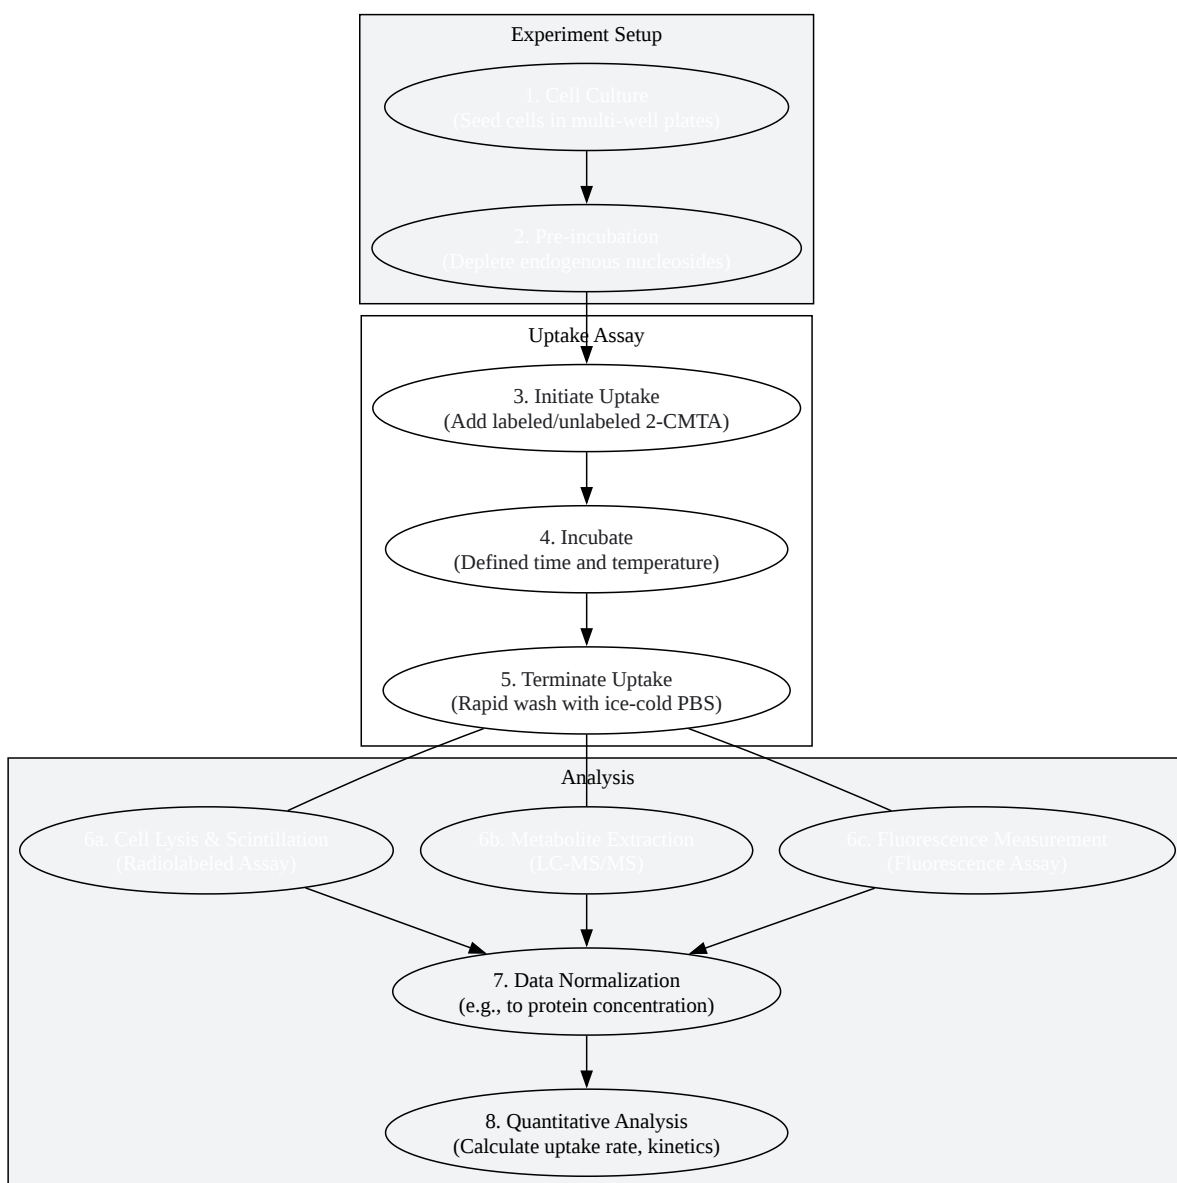 Experiment Setup
1. Cell Culture
(Seed cells in multi-well plates)
2. Pre-incubation
(Deplete endogenous nucleosides)
Uptake Assay
3. Initiate Uptake
(Add labeled/unlabeled 2-CMTA)
4. Incubate
(Defined time and temperature)
5. Terminate Uptake
(Rapid wash with ice-cold PBS)
Analysis
6a. Cell Lysis & Scintillation
(Radiolabeled Assay)
6b. Metabolite Extraction
(LC-MS/MS)
6c. Fluorescence Measurement
(Fluorescence Assay)
7. Data Normalization
(e.g., to protein concentration)
8. Quantitative Analysis
(Calculate uptake rate, kinetics)